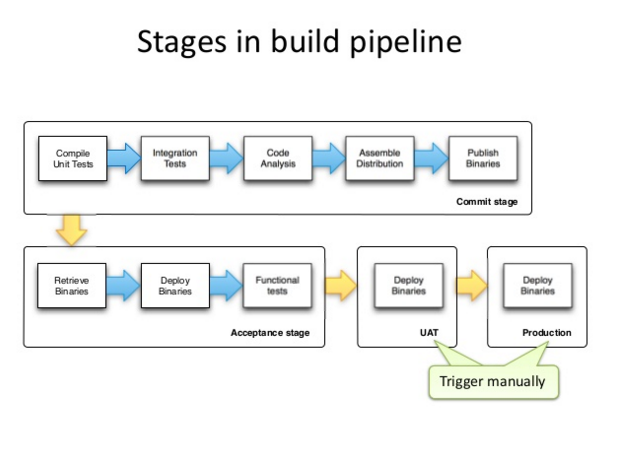 Stages in build pipeline
Compile
Unit Tests
Integration
Tests
Code
Analysis
Assemble
Distribution
Publish
Binaries
Commit stage
Retrieve
Binaries
Deploy
Binaries
Functional
tests
Acceptance stage
Deploy
Binaries
UAT
Deploy
Binaries
Production
Trigger manually